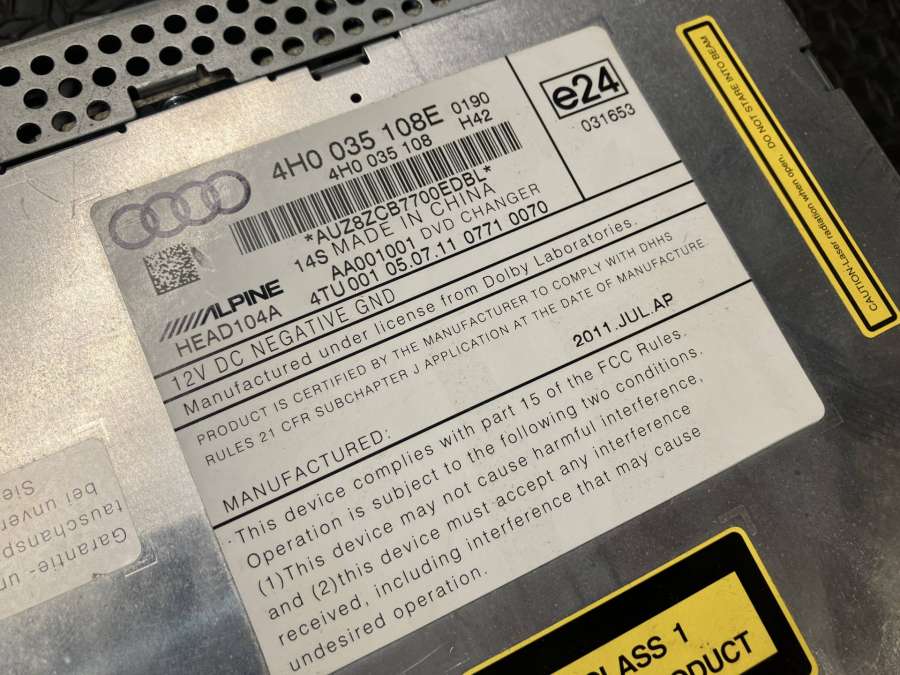 4H0 035 108E 0190
4H0 035 108 H42
*AUZ8ZCB7700EDBL*
14S MADE IN CHINA
AA001001 DVD CHANGER
4TU001 05.07.11 0771 0070
e24
031653
ALPINE
HEAD104A
12V DC NEGATIVE GND
Manufactured under license from Dolby Laboratories.
PRODUCT IS CERTIFIED BY THE MANUFACTURER TO COMPLY WITH DHHS
RULES 21 CFR SUBCHAPTER J APPLICATION AT THE DATE OF MANUFACTURE.
2011.JUL.AP
MANUFACTURED:
·This device complies with part 15 of the FCC Rules.
Operation is subject to the following two conditions.
(1)This device may not cause harmful interference,
and (2)this device must accept any interference
received, including interference that may cause
undesired operation.
CAUTION-Laser radiation when open. DO NOT STARE INTO BEAM
CLASS 1
Garantie- un
tauschansp
bei unver
Sie